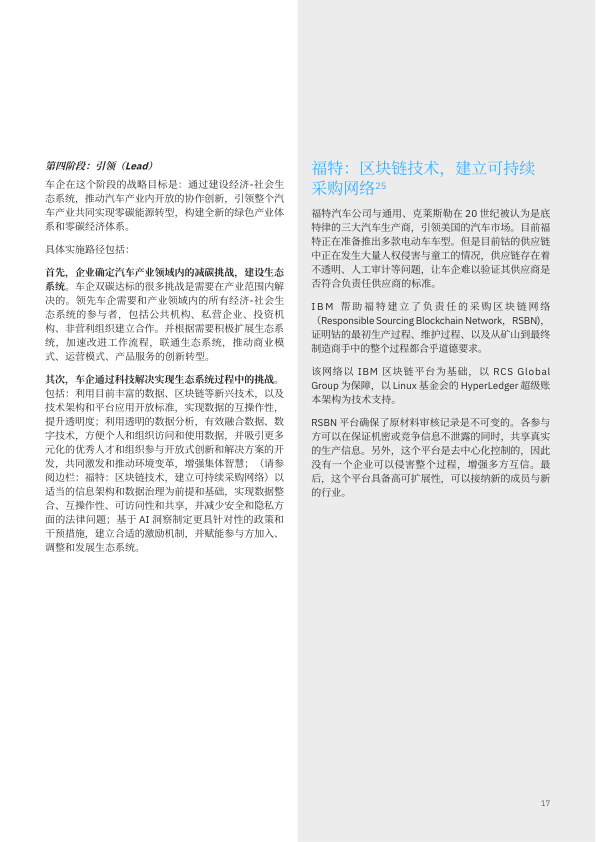 第四阶段：引领（Lead）
车企在这个阶段的战略目标是：通过建设经济-社会生
态系统，推动汽车产业内开放的协作创新，引领整个汽
车产业共同实现零碳能源转型，构建全新的绿色产业体
系和零碳经济体系。
具体实施路径包括：
首先，企业确定汽车产业领域内的减碳挑战，建设生态
系统。车企双碳达标的很多挑战是需要在产业范围内解
决的。领先车企需要和产业领域内的所有经济-社会生
态系统的参与者，包括公共机构、私营企业、投资机
构、非营利组织建立合作。并根据需要积极扩展生态系
统，加速改进工作流程，联通生态系统，推动商业模
式、运营模式、产品服务的创新转型。
其次，车企通过科技解决实现生态系统过程中的挑战。
包括：利用目前丰富的数据、区块链等新兴技术，以及
技术架构和平台应用开放标准，实现数据的互操作性，
提升透明度；利用透明的数据分析，有效融合数据、数
字技术，方便个人和组织访问和使用数据，并吸引更多
元化的优秀人才和组织参与开放式创新和解决方案的开
发，共同激发和推动环境变革，增强集体智慧；（请参
阅边栏：福特：区块链技术，建立可持续采购网络）以
适当的信息架构和数据治理为前提和基础，实现数据整
合、互操作性、可访问性和共享，并减少安全和隐私方
面的法律问题；基于 AI 洞察制定更具针对性的政策和
干预措施，建立合适的激励机制，并赋能参与方加入、
调整和发展生态系统。
福特：区块链技术，建立可持续
采购网络25
福特汽车公司与通用、克莱斯勒在 20 世纪被认为是底
特律的三大汽车生产商，引领美国的汽车市场。目前福
特正在准备推出多款电动车车型。但是目前钴的供应链
中正在发生大量人权侵害与童工的情况，供应链存在着
不透明、人工审计等问题，让车企难以验证其供应商是
否符合负责任供应商的标准。
IBM 帮助福特建立了负责任的采购区块链网络
（Responsible Sourcing Blockchain Network，RSBN)，
证明钴的最初生产过程、维护过程、以及从矿山到最终
制造商手中的整个过程都合乎道德要求。
该网络以 IBM 区块链平台为基础，以 RCS Global
Group 为保障，以 Linux 基金会的 HyperLedger 超级账
本架构为技术支持。
RSBN 平台确保了原材料审核记录是不可变的。各参与
方可以在保证机密或竞争信息不泄露的同时，共享真实
的生产信息。另外，这个平台是去中心化控制的，因此
没有一个企业可以侵害整个过程，增强多方互信。最
后，这个平台具备高可扩展性，可以接纳新的成员与新
的行业。
17